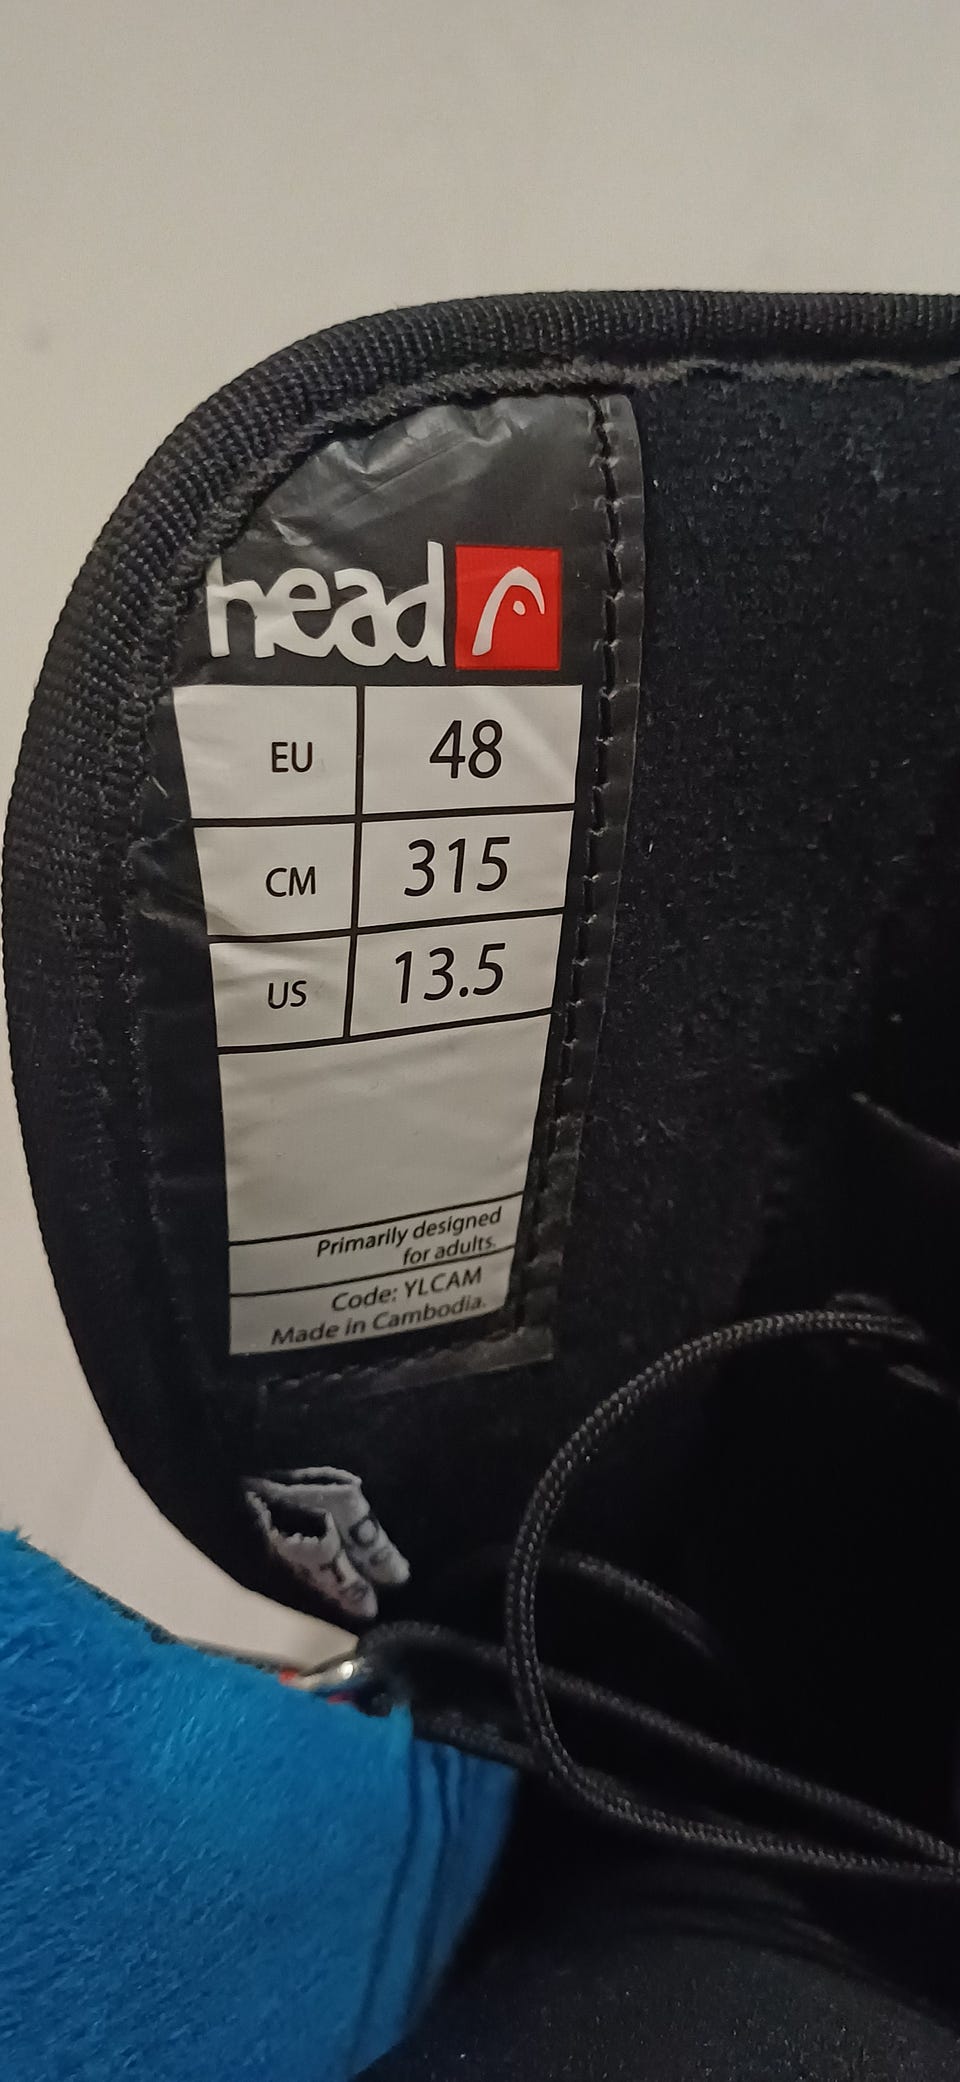 head
EU 48
CM 315
US 13.5
Primarily designed
for adults.
Code: YLCAM
Made in Cambodia.